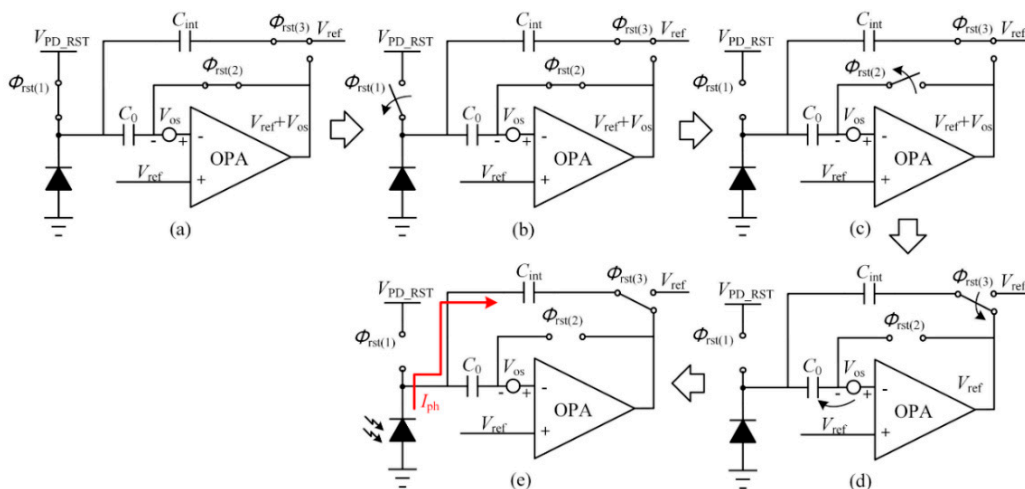 C_int
Φ_rst(3)
V_ref
V_PD_RST
Φ_rst(1)
Φ_rst(2)
C_0
V_os
V_ref+V_os
-
-
+
OPA
V_ref
+
(a)
C_int
Φ_rst(3)
V_ref
V_PD_RST
Φ_rst(1)
Φ_rst(2)
C_0
V_os
V_ref+V_os
-
-
+
OPA
V_ref
+
(b)
C_int
Φ_rst(3)
V_ref
V_PD_RST
Φ_rst(1)
Φ_rst(2)
C_0
V_os
V_ref+V_os
-
-
+
OPA
V_ref
+
(c)
C_int
Φ_rst(3)
V_ref
V_PD_RST
Φ_rst(1)
Φ_rst(2)
C_0
V_os
V_ref
-
-
+
OPA
V_ref
+
(d)
C_int
Φ_rst(3)
V_ref
V_PD_RST
Φ_rst(1)
Φ_rst(2)
C_0
V_os
-
-
+
I_ph
OPA
V_ref
+
(e)